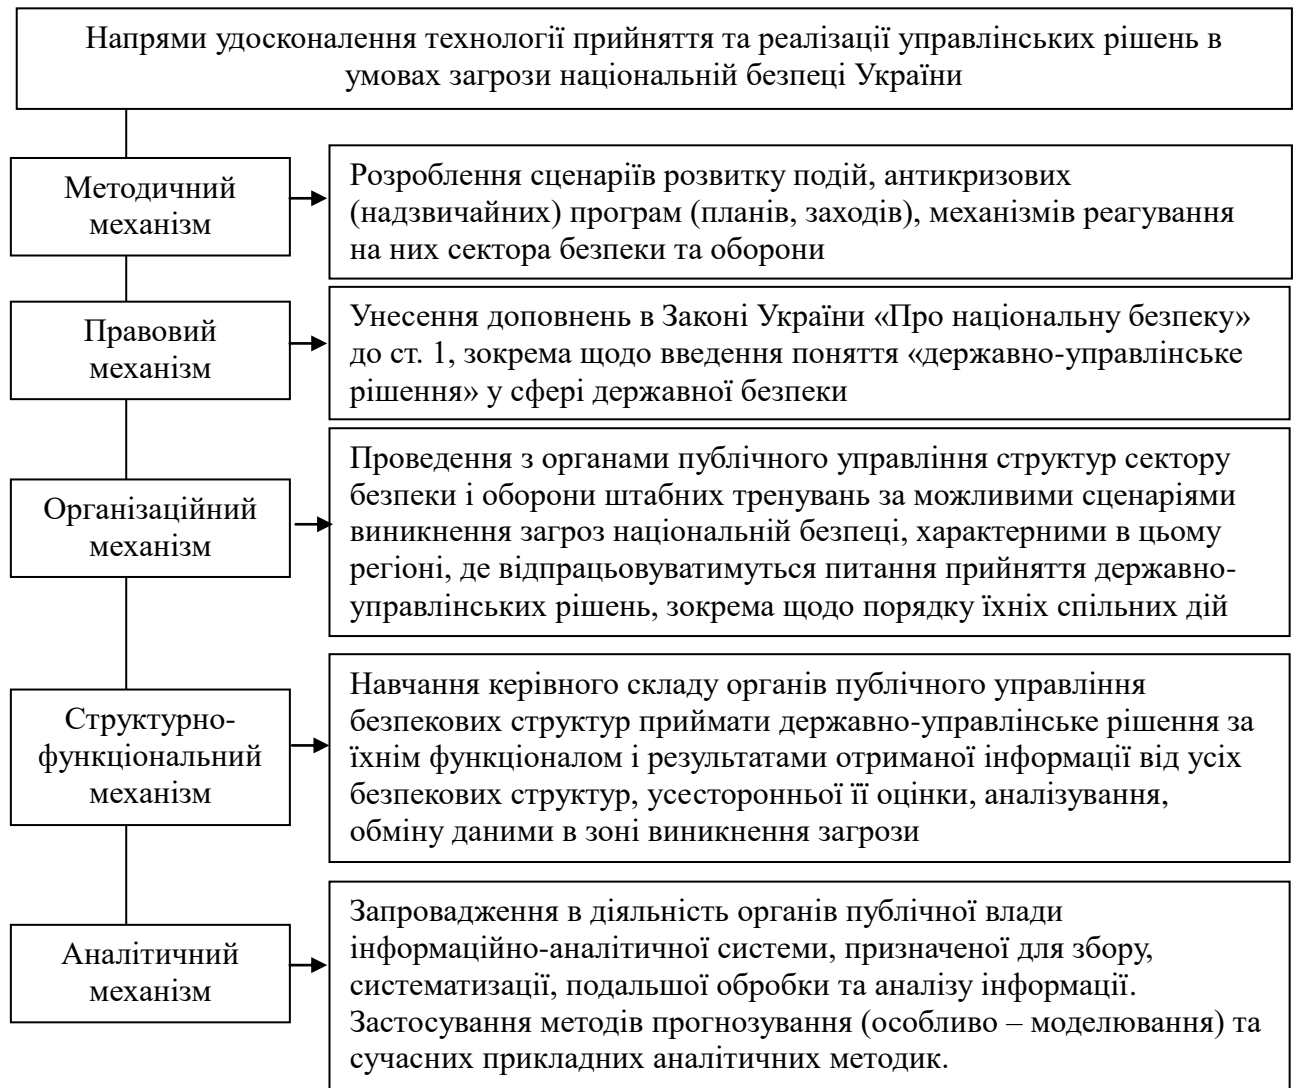 Напрями удосконалення технології прийняття та реалізації управлінських рішень в
умовах загрози національній безпеці України
Методичний
механізм
Розроблення сценаріїв розвитку подій, антикризових
(надзвичайних) програм (планів, заходів), механізмів реагування
на них сектора безпеки та оборони
Правовий
механізм
Унесення доповнень в Законі України «Про національну безпеку»
до ст. 1, зокрема щодо введення поняття «державно-управлінське
рішення» у сфері державної безпеки
Організаційний
механізм
Проведення з органами публічного управління структур сектору
безпеки і оборони штабних тренувань за можливими сценаріями
виникнення загроз національній безпеці, характерними в цьому
регіоні, де відпрацьовуватимуться питання прийняття державно-
управлінських рішень, зокрема щодо порядку їхніх спільних дій
Структурно-
функціональний
механізм
Навчання керівного складу органів публічного управління
безпекових структур приймати державно-управлінське рішення за
їхнім функціоналом і результатами отриманої інформації від усіх
безпекових структур, усесторонньої її оцінки, аналізування,
обміну даними в зоні виникнення загрози
Аналітичний
механізм
Запровадження в діяльність органів публічної влади
інформаційно-аналітичної системи, призначеної для збору,
систематизації, подальшої обробки та аналізу інформації.
Застосування методів прогнозування (особливо – моделювання) та
сучасних прикладних аналітичних методик.